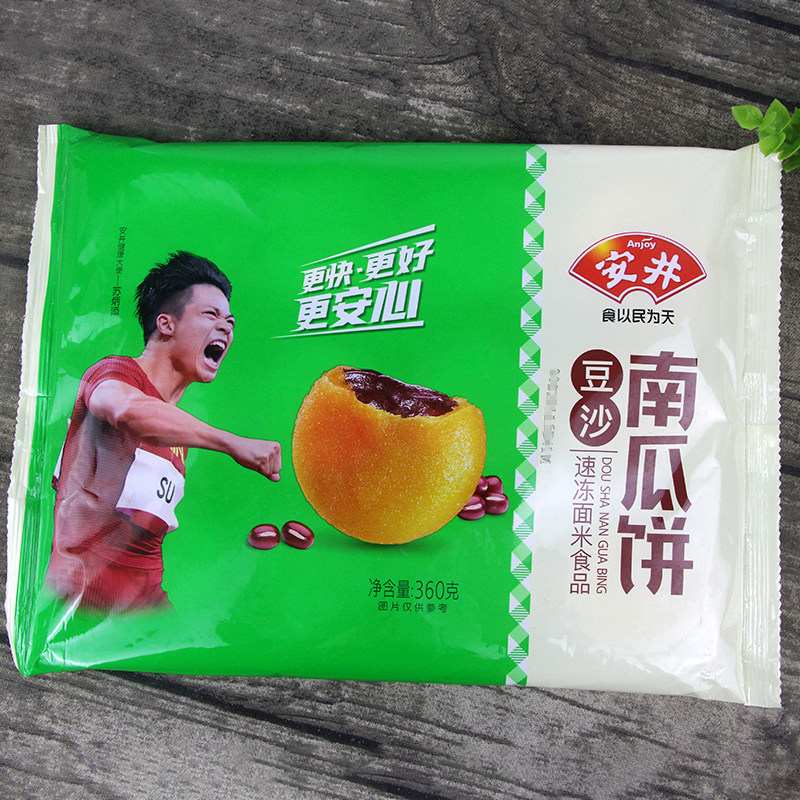 安井健康大使—苏炳添
更快·更好
更安心
SU
净含量:360克
图片仅供参考
Anjoy
安井
食以民为天
豆沙
南瓜饼
DOU SHA NAN GUA BING
速冻面米食品